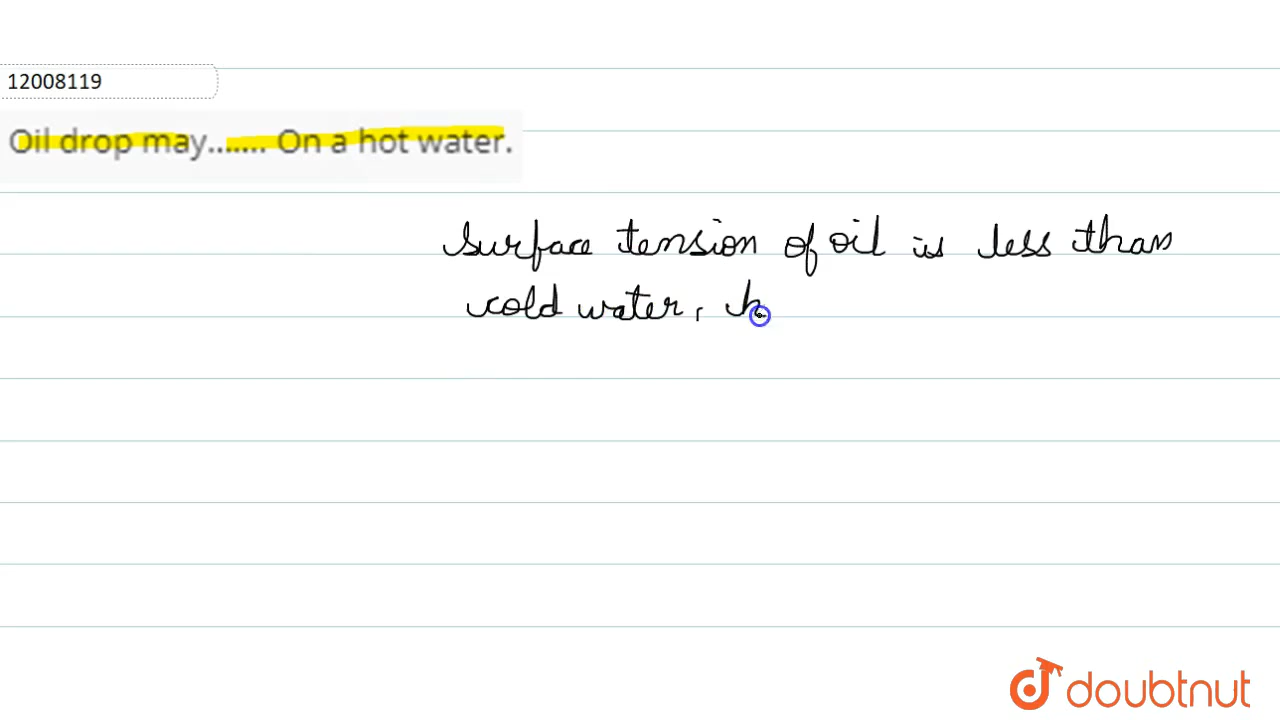 12008119
Oil drop may....... On a hot water.
surface tension of oil is less than
cold water,
doubtnut